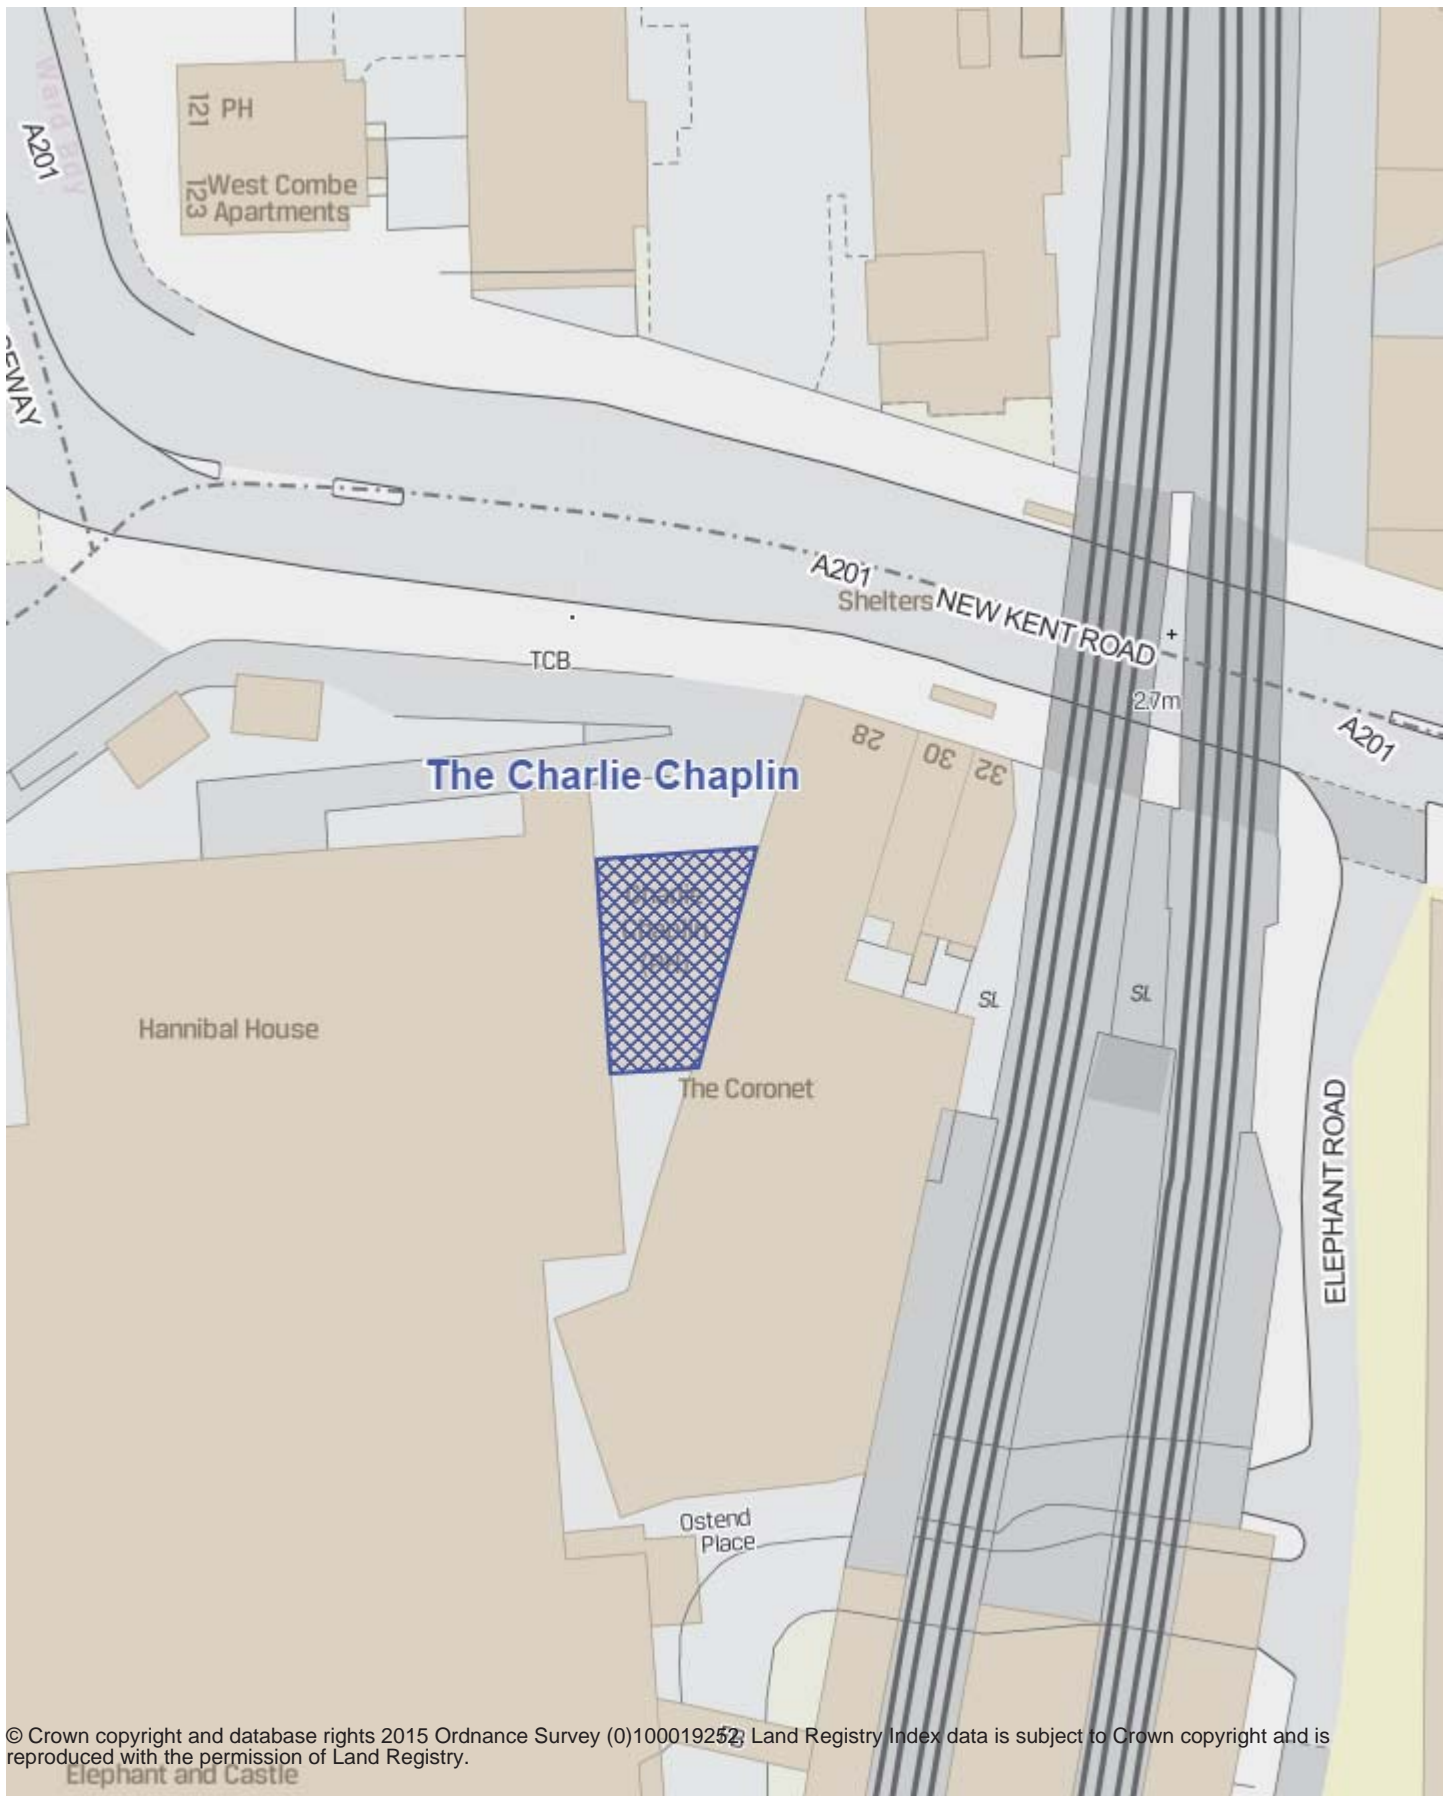 A201
121 PH
123 West Combe
Apartments
A201
Shelters
NEW KENT ROAD
TCB
2.7m
A201
28
30
32
The Charlie Chaplin
Charlie
Chaplin
(PH)
SL
SL
Hannibal House
The Coronet
ELEPHANT ROAD
Ostend
Place
© Crown copyright and database rights 2015 Ordnance Survey (0)100019252. Land Registry Index data is subject to Crown copyright and is
reproduced with the permission of Land Registry.
Elephant and Castle